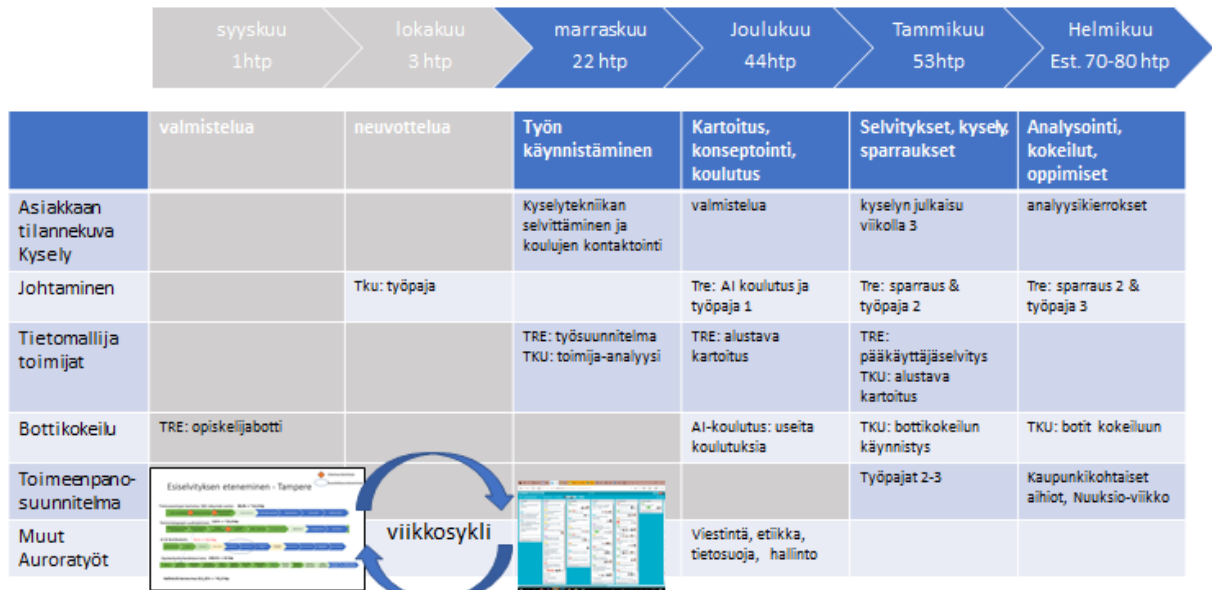 syyskuu
1htp
lokakuu
3 htp
marraskuu
22 htp
Joulukuu
44htp
Tammikuu
53htp
Helmikuu
Est. 70-80 htp
valmistelua
neuvottelua
Työn
käynnistäminen
Kartoitus,
konseptointi,
koulutus
Selvitykset, kysely,
sparraukset
Analysointi,
kokeilut,
oppimiset
Asiakkaan
tilannekuva
Kysely
Kyselytekniikan
selvittäminen ja
koulujen kontaktointi
valmistelua
kyselyn julkaisu
viikolla 3
analyysikierrokset
Johtaminen
Tku: työpaja
Tre: AI koulutus ja
työpaja 1
Tre: sparraus &
työpaja 2
Tre: sparraus 2 &
työpaja 3
Tietomallija
toimijat
TRE: työsuunnitelma
TKU: toimija-analyysi
TRE: alustava
kartoitus
TRE:
pääkäyttäjäselvitys
TKU: alustava
kartoitus
Bottikokeilu
TRE: opiskelijabotti
AI-koulutus: useita
koulutuksia
TKU: bottikokeilun
käynnistys
TKU: botit kokeiluun
Toimeenpano-
suunnitelma
Esiselvityksen eteneminen - Tampere
viikkosykli
Työpajat 2-3
Kaupunkikohtaiset
aihiot, Nuuksio-viikko
Muut
Auroratyöt
Viestintä, etiikka,
tietosuoja, hallinto